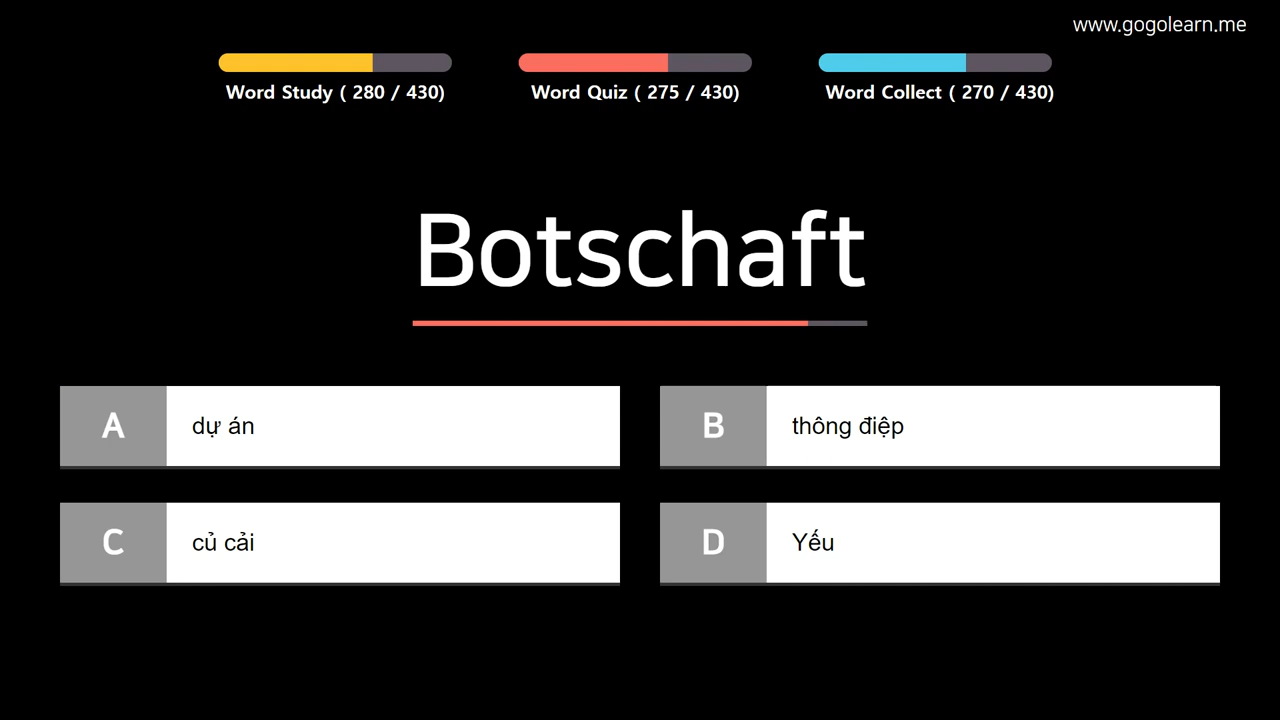 www.gogolearn.me
Word Study ( 280 / 430)
Word Quiz ( 275 / 430)
Word Collect ( 270 / 430)
Botschaft
A
dự án
B
thông điệp
C
củ cải
D
Yếu